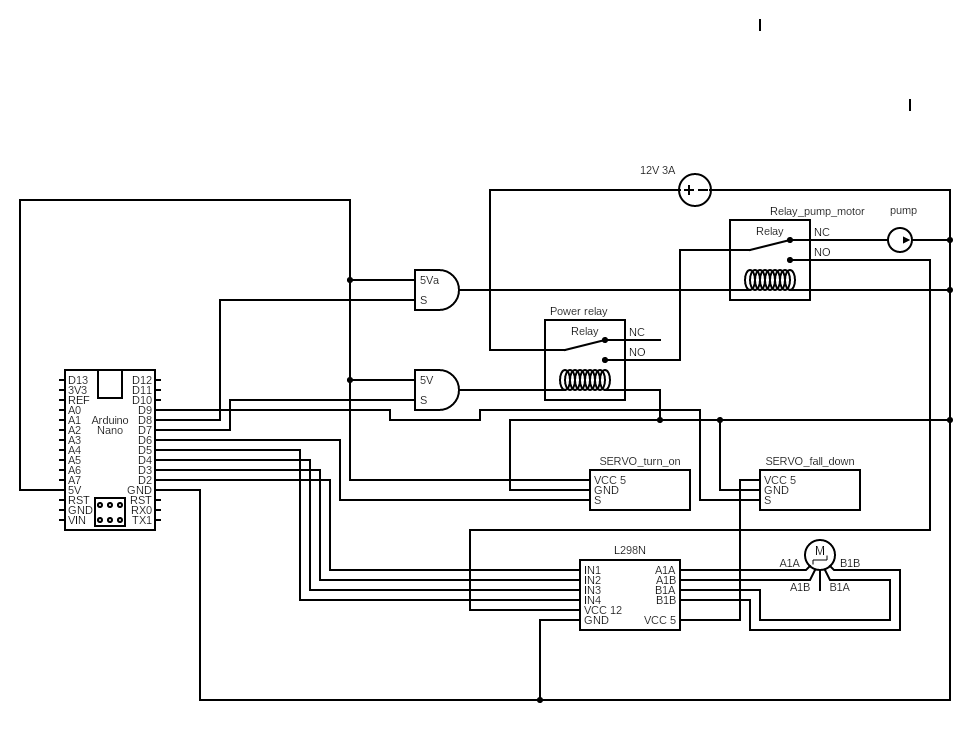 12V 3A
Relay_pump_motor
pump
Relay
NC
NO
5Va
S
Power relay
Relay
NC
NO
5V
S
D13 D12
3V3 D11
REF D10
A0 D9
A1 Arduino D8
A2 Nano D7
A3 D6
A4 D5
A5 D4
A6 D3
A7 D2
5V GND
RST RST
GND RX0
VIN TX1
SERVO_turn_on
VCC 5
GND
S
SERVO_fall_down
VCC 5
GND
S
L298N
IN1 A1A
IN2 A1B
IN3 B1A
IN4 B1B
VCC 12
GND VCC 5
M
A1A B1B
A1B B1A